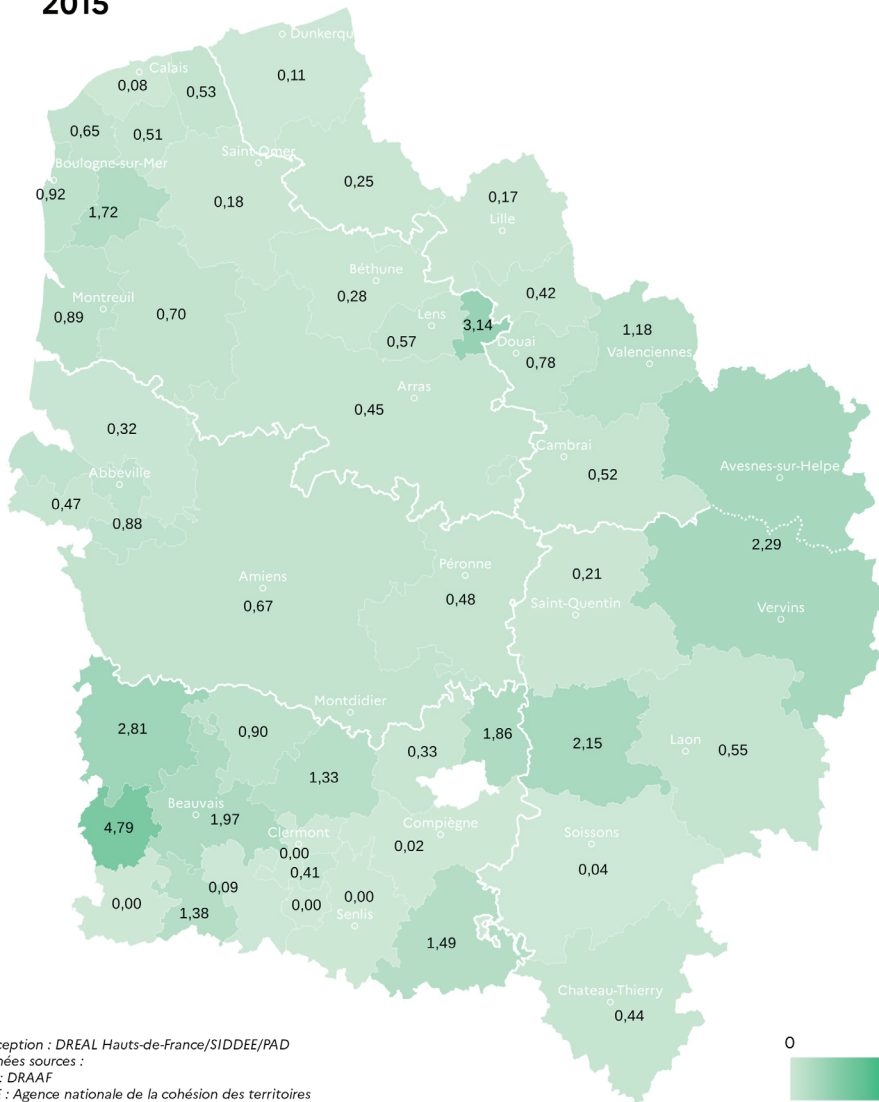 2015
Dunkerqu
0,11
Calais
0,08
0,53
0,65
0,51
Boulogne-sur-Mer
Saint-Omer
0,92
1,72
0,18
0,25
0,17
Lille
Béthune
0,28
0,42
Montreuil
0,89
0,70
Lens
0,57
3,14
Douai
0,78
1,18
Valenciennes
Arras
0,45
0,32
Cambrai
0,52
Avesnes-sur-Helpe
Abbeville
0,47
0,88
2,29
Amiens
0,67
Péronne
0,48
0,21
Saint-Quentin
Vervins
Montdidier
2,81
0,90
0,33
1,86
2,15
Laon
0,55
1,33
4,79
Beauvais
1,97
Clermont
0,00
0,41
Compiègne
0,02
Soissons
0,04
0,00
0,09
1,38
0,00
0,00
Senlis
1,49
Chateau-Thierry
0,44
ception : DREAL Hauts-de-France/SIDDEE/PAD
nées sources :
: DRAAF
E : Agence nationale de la cohésion des territoires
0